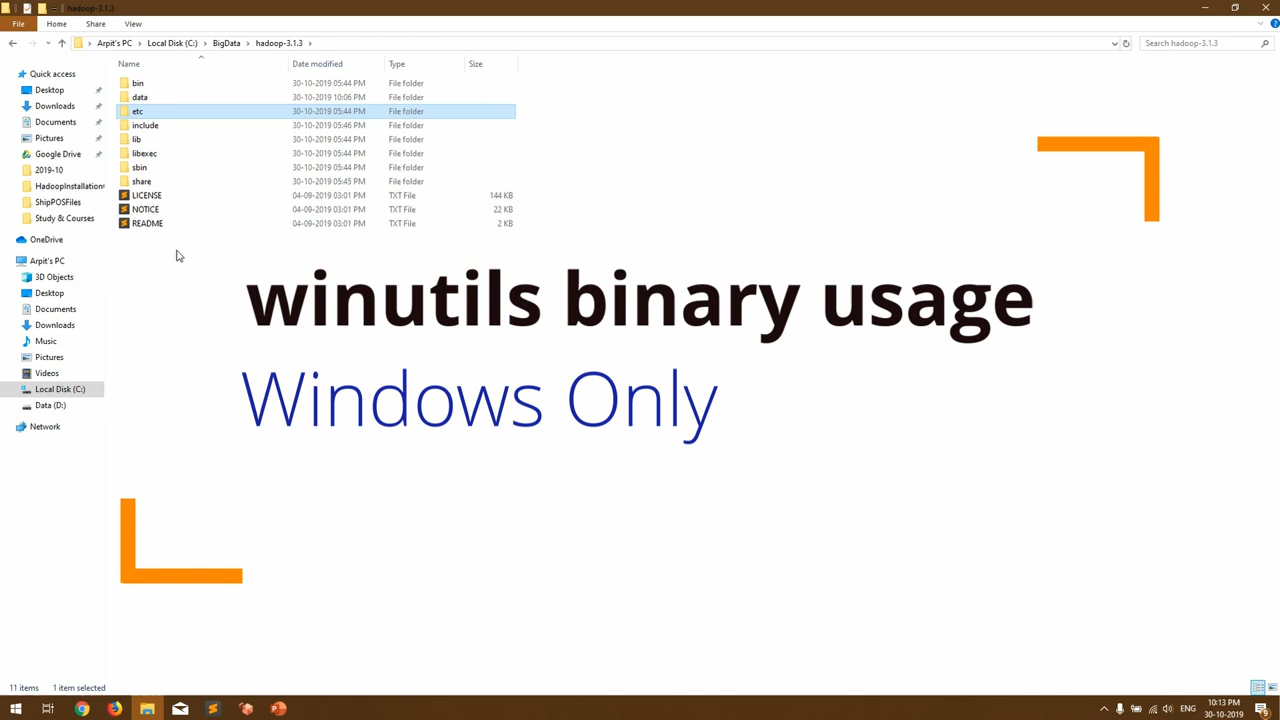 hadoop-3.1.3
File Home Share View
Arpit's PC Local Disk (C:) BigData hadoop-3.1.3
Search hadoop-3.1.3
Name Date modified Type Size
bin 30-10-2019 05:44 PM File folder
data 30-10-2019 10:06 PM File folder
etc 30-10-2019 05:44 PM File folder
include 30-10-2019 05:46 PM File folder
lib 30-10-2019 05:44 PM File folder
libexec 30-10-2019 05:44 PM File folder
sbin 30-10-2019 05:44 PM File folder
share 30-10-2019 05:45 PM File folder
LICENSE 04-09-2019 03:01 PM TXT File 144 KB
NOTICE 04-09-2019 03:01 PM TXT File 22 KB
README 04-09-2019 03:01 PM TXT File 2 KB
Quick access
Desktop
Downloads
Documents
Pictures
Google Drive
2019-10
HadoopInstallation
ShipPOSFiles
Study & Courses
OneDrive
Arpit's PC
3D Objects
Desktop
Documents
Downloads
Music
Pictures
Videos
Local Disk (C:)
Data (D:)
Network
winutils binary usage
Windows Only
11 items 1 item selected
ENG
10:13 PM
30-10-2019
9